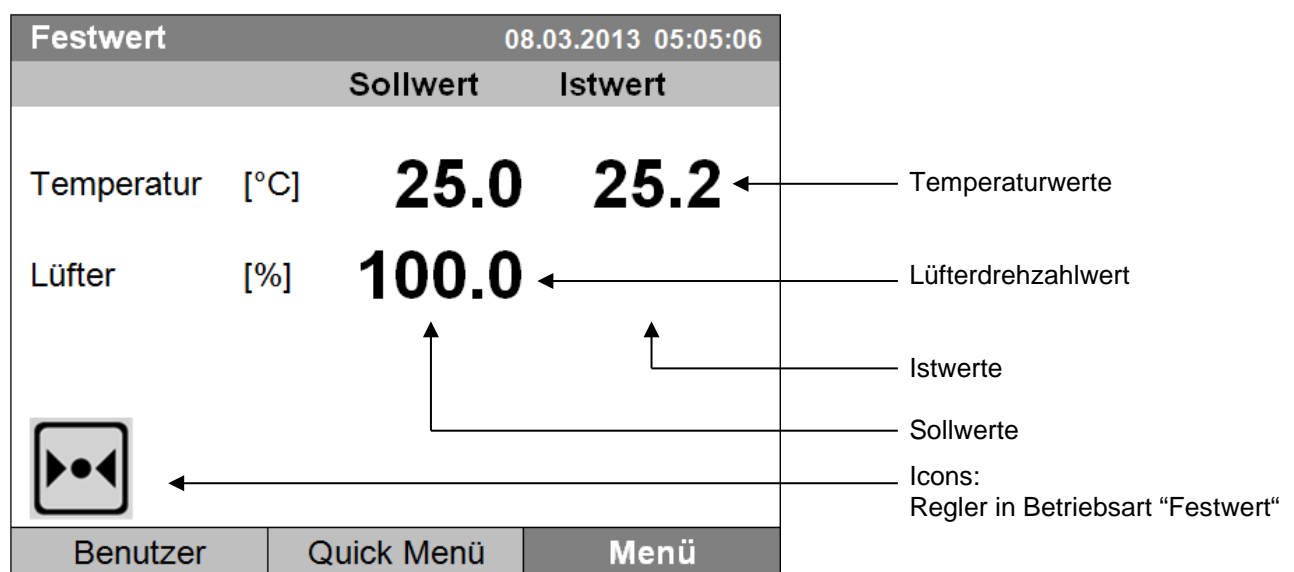 Festwert 08.03.2013 05:05:06
Sollwert Istwert
Temperatur [°C] 25.0 25.2
Temperaturwerte
Lüfter [%] 100.0
Lüfterdrehzahlwert
Istwerte
Sollwerte
Icons:
Regler in Betriebsart “Festwert“
Benutzer Quick Menü Menü